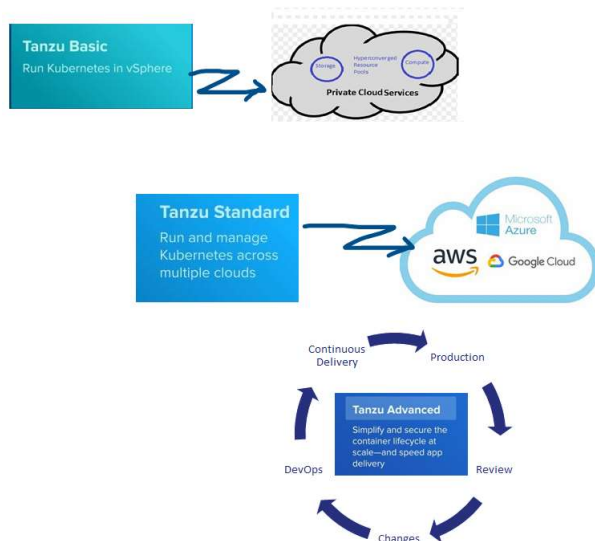 Tanzu Basic
Run Kubernetes in vSphere
Storage
Hyperconverged
Resource
Pools
Compute
Private Cloud Services
Tanzu Standard
Run and manage
Kubernetes across
multiple clouds
Microsoft
Azure
aws
Google Cloud
Continuous
Delivery
Production
Tanzu Advanced
Simplify and secure the
container lifecycle at
scale—and speed app
delivery
DevOps
Review
Changes